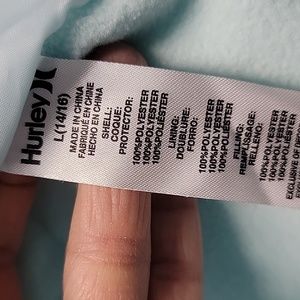 Hurley
L(14/16)
MADE IN CHINA
FABRIQUÉ EN CHINE
HECHO EN CHINA
SHELL:
COQUE:
PROTECTOR:
100%POLYESTER
100%POLYESTER
100%POLIÉSTER
LINING:
DOUBLURE:
FORRO:
100%POLYESTER
100%POLYESTER
100%POLIÉSTER
FILLING:
REMPLISSAGE:
RELLENO:
100%POLYESTER
100%POLYESTER
100%POLIÉSTER